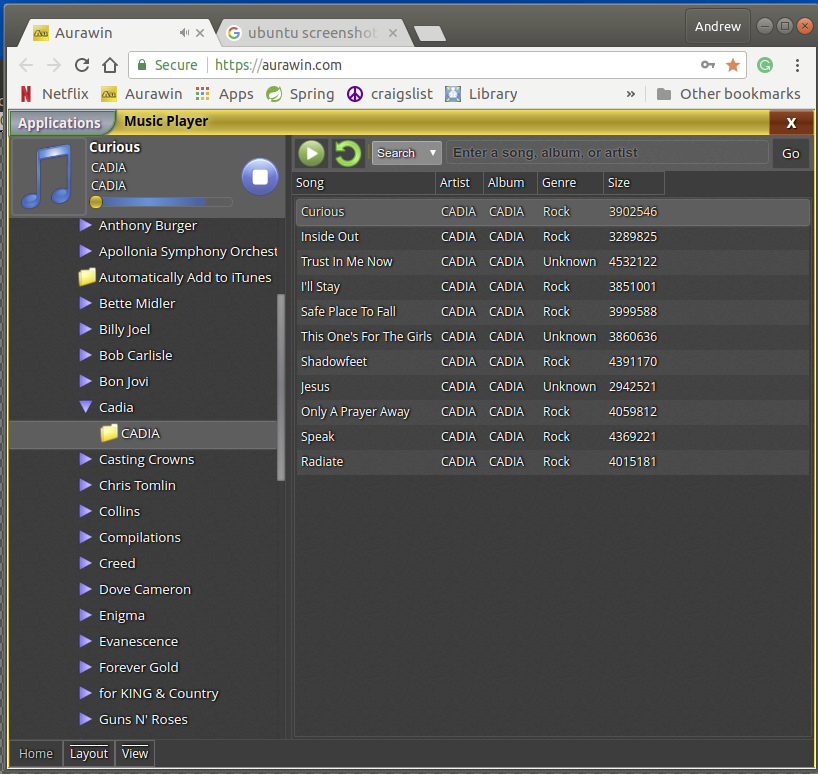 Aurawin
ubuntu screenshot
Andrew
Secure https://aurawin.com
Netflix Aurawin Apps Spring craigslist Library » Other bookmarks
Applications Music Player X
Curious
CADIA
CADIA
Search Enter a song, album, or artist Go
Song Artist Album Genre Size
Curious CADIA CADIA Rock 3902546
Inside Out CADIA CADIA Rock 3289825
Trust In Me Now CADIA CADIA Unknown 4532122
I'll Stay CADIA CADIA Rock 3851001
Safe Place To Fall CADIA CADIA Rock 3999588
This One's For The Girls CADIA CADIA Unknown 3860636
Shadowfeet CADIA CADIA Rock 4391170
Jesus CADIA CADIA Unknown 2942521
Only A Prayer Away CADIA CADIA Rock 4059812
Speak CADIA CADIA Rock 4369221
Radiate CADIA CADIA Rock 4015181
Anthony Burger
Apollonia Symphony Orchest
Automatically Add to iTunes
Bette Midler
Billy Joel
Bob Carlisle
Bon Jovi
Cadia
CADIA
Casting Crowns
Chris Tomlin
Collins
Compilations
Creed
Dove Cameron
Enigma
Evanescence
Forever Gold
for KING & Country
Guns N' Roses
Home Layout View